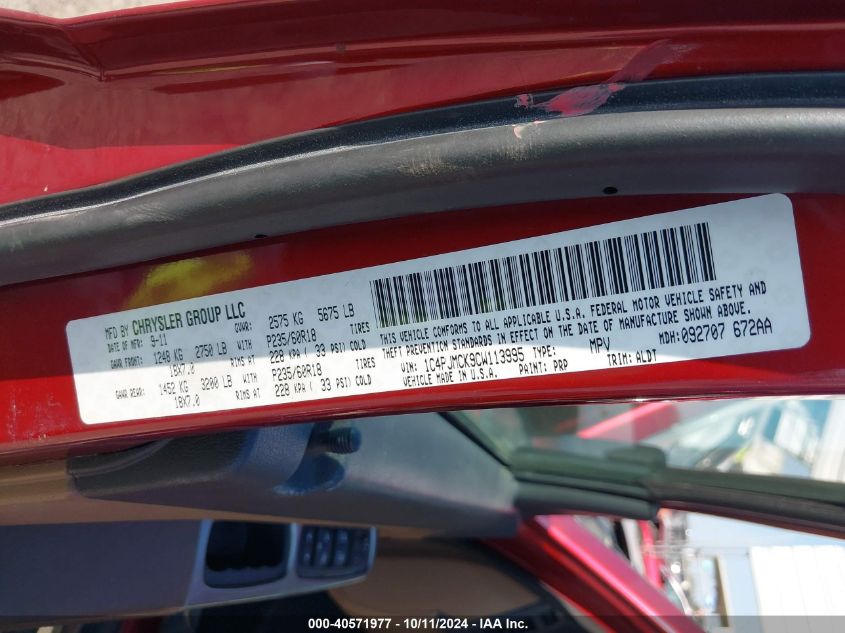 MFD BY CHRYSLER GROUP LLC
DATE OF MFR: 9-11 GVWR: 2575 KG 5675 LB
GAWR FRONT: 1248 KG 2750 LB WITH P235/60R18 TIRES
18X7.0 RIMS AT 228 KPA ( 33 PSI) COLD
GAWR REAR: 1452 KG 3200 LB WITH P235/60R18 TIRES
18X7.0 RIMS AT 228 KPA ( 33 PSI) COLD
THIS VEHICLE CONFORMS TO ALL APPLICABLE U.S.A. FEDERAL MOTOR VEHICLE SAFETY AND
THEFT PREVENTION STANDARDS IN EFFECT ON THE DATE OF MANUFACTURE SHOWN ABOVE.
VIN: 1C4PJMCK9CW113995 TYPE: MPV MDH: 092707 672AA
VEHICLE MADE IN U.S.A. PAINT: PRP TRIM: ALDT
000-40571977 - 10/11/2024 - IAA Inc.